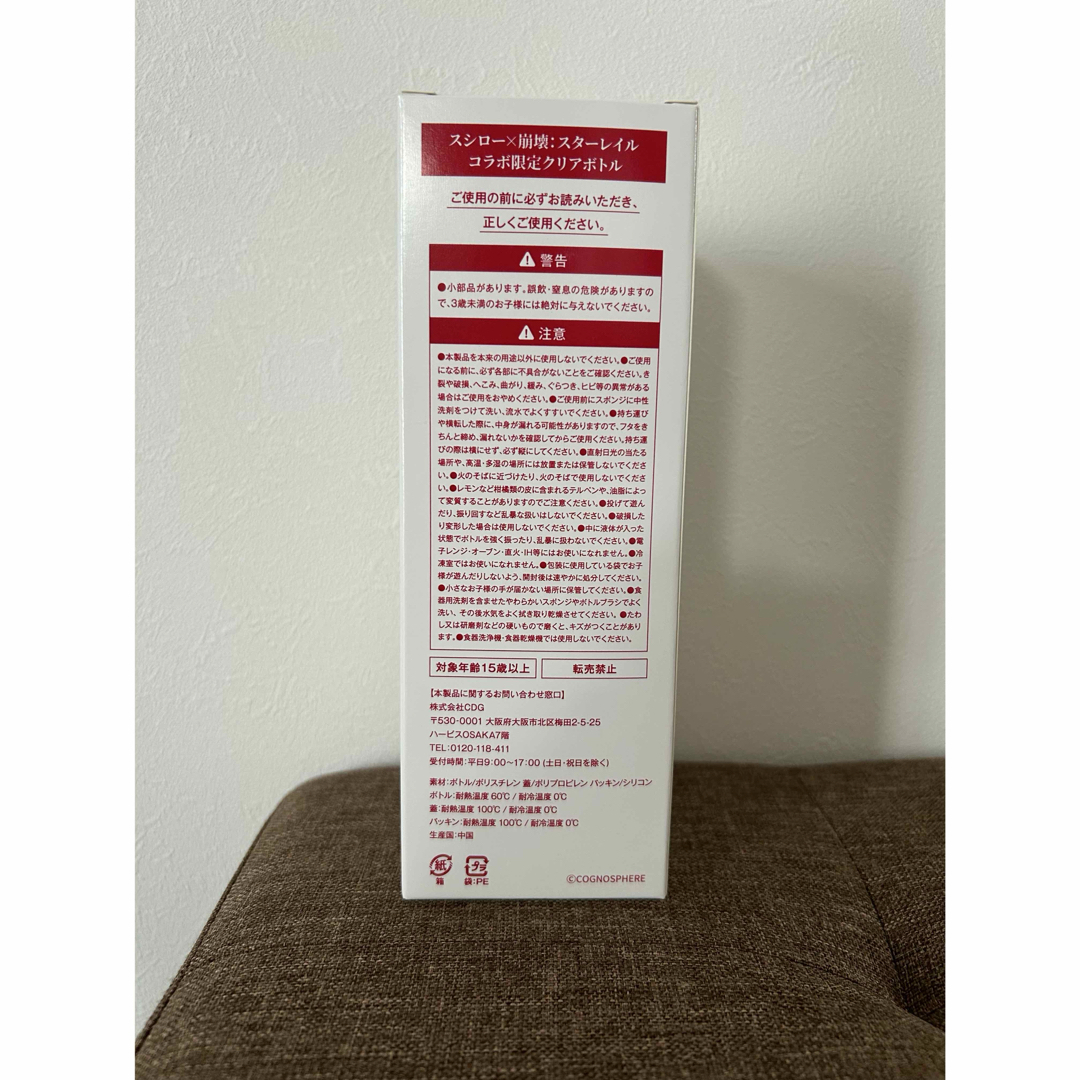 スシロー×崩壊:スターレイル
コラボ限定クリアボトル
ご使用の前に必ずお読みいただき、
正しくご使用ください。
警告
●小部品があります。誤飲・窒息の危険がありますの
で、3歳未満のお子様には絶対に与えないでください。
注意
●本製品を本来の用途以外に使用しないでください。●ご使用
になる前に、必ず各部に不具合がないことをご確認ください。き
裂や破損、へこみ、曲がり、緩み、ぐらつき、ヒビ等の異常がある
場合はご使用をおやめください。●ご使用前にスポンジに中性
洗剤をつけて洗い、流水でよくすすいでください。●持ち運び
や横転した際に、中身が漏れる可能性がありますので、フタをき
ちんと締め、漏れないかを確認してからご使用ください。持ち運
びの際は横にせず、必ず縦にしてください。●直射日光の当たる
場所や、高温・多湿の場所には放置または保管しないでくださ
い。●火のそばに近づけたり、火のそばで使用しないでくださ
い。●レモンなど柑橘類の皮に含まれるテルペンや、油脂によっ
て変質することがありますのでご注意ください。●投げて遊ん
だり、振り回すなど乱暴な扱いはしないでください。●破損した
り変形した場合は使用しないでください。●中に液体が入った
状態でボトルを強く振ったり、乱暴に扱わないでください。●電
子レンジ・オーブン・直火・IH等にはお使いになれません。●冷
凍室ではお使いになれません。●包装に使用している袋でお子
様が遊んだりしないよう、開封後は速やかに処分してください。
●小さなお子様の手が届かない場所に保管してください。●食
器用洗剤を含ませたやわらかいスポンジやボトルブラシでよく
洗い、その後水気をよく拭き取り乾燥させてください。●たわ
し又は研磨剤などの硬いもので磨くと、キズがつくことがあり
ます。●食器洗浄機・食器乾燥機では使用しないでください。
対象年齢15歳以上
転売禁止
【本製品に関するお問い合わせ窓口】
株式会社CDG
〒530-0001 大阪府大阪市北区梅田2-5-25
ハービスOSAKA7階
TEL:0120-118-411
受付時間:平日9:00〜17:00 (土日・祝日を除く)
素材:ボトル/ポリスチレン 蓋/ポリプロピレン パッキン/シリコン
ボトル:耐熱温度 60℃ / 耐冷温度 0℃
蓋:耐熱温度 100℃ / 耐冷温度 0℃
パッキン:耐熱温度 100℃ / 耐冷温度 0℃
生産国:中国
紙
箱
プラ
袋:PE
©COGNOSPHERE